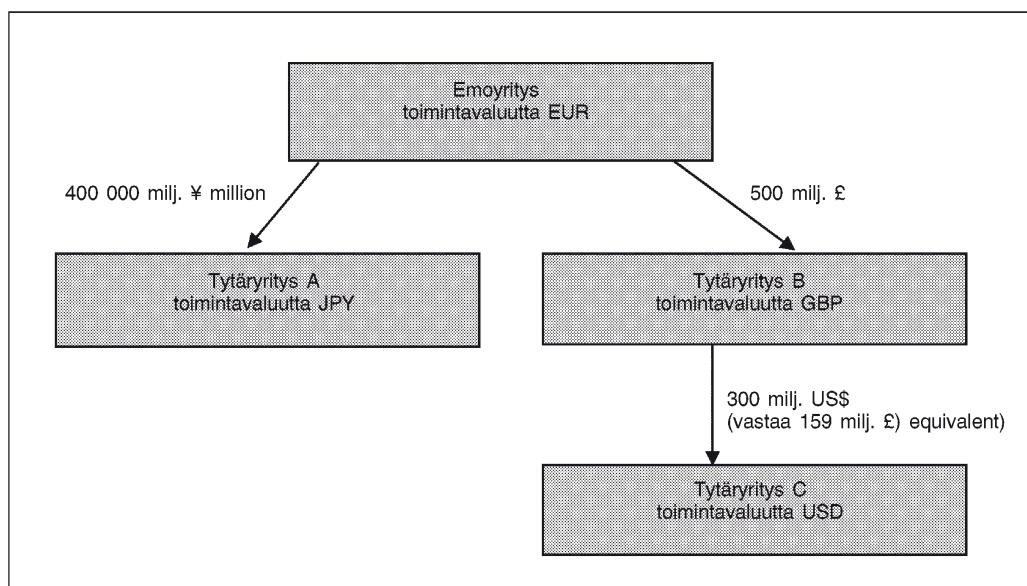 Emoyritys
toimintavaluutta EUR
400 000 milj. ¥ million
500 milj. £
Tytäryritys A
toimintavaluutta JPY
Tytäryritys B
toimintavaluutta GBP
300 milj. US$
(vastaa 159 milj. £) equivalent)
Tytäryritys C
toimintavaluutta USD